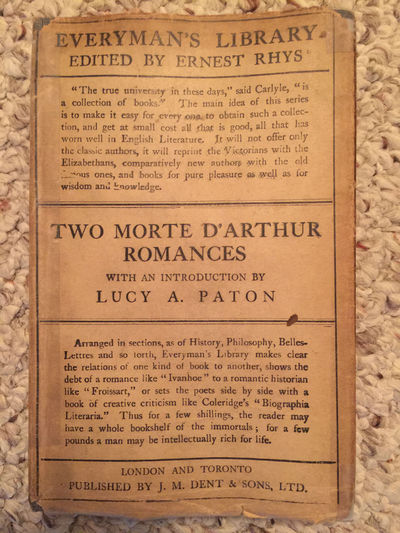 EVERYMAN'S LIBRARY
EDITED BY ERNEST RHYS
"The true university in these days," said Carlyle, "is
a collection of books." The main idea of this series
is to make it easy for every one to obtain such a collec-
tion, and get at small cost all that is good, all that has
worn well in English Literature. It will not offer only
the classic authors, it will reprint the Victorians with the
Elizabethans, comparatively new authors with the old
ones, and books for pure pleasure as well as for
wisdom and knowledge.
TWO MORTE D'ARTHUR
ROMANCES
WITH AN INTRODUCTION BY
LUCY A. PATON
Arranged in sections, as of History, Philosophy, Belles-
Lettres and so forth, Everyman's Library makes clear
the relations of one kind of book to another, shows the
debt of a romance like "Ivanhoe" to a romantic historian
like "Froissart," or sets the poets side by side with a
book of creative criticism like Coleridge's "Biographia
Literaria." Thus for a few shillings, the reader may
have a whole bookshelf of the immortals; for a few
pounds a man may be intellectually rich for life.
LONDON AND TORONTO
PUBLISHED BY J. M. DENT & SONS, LTD.